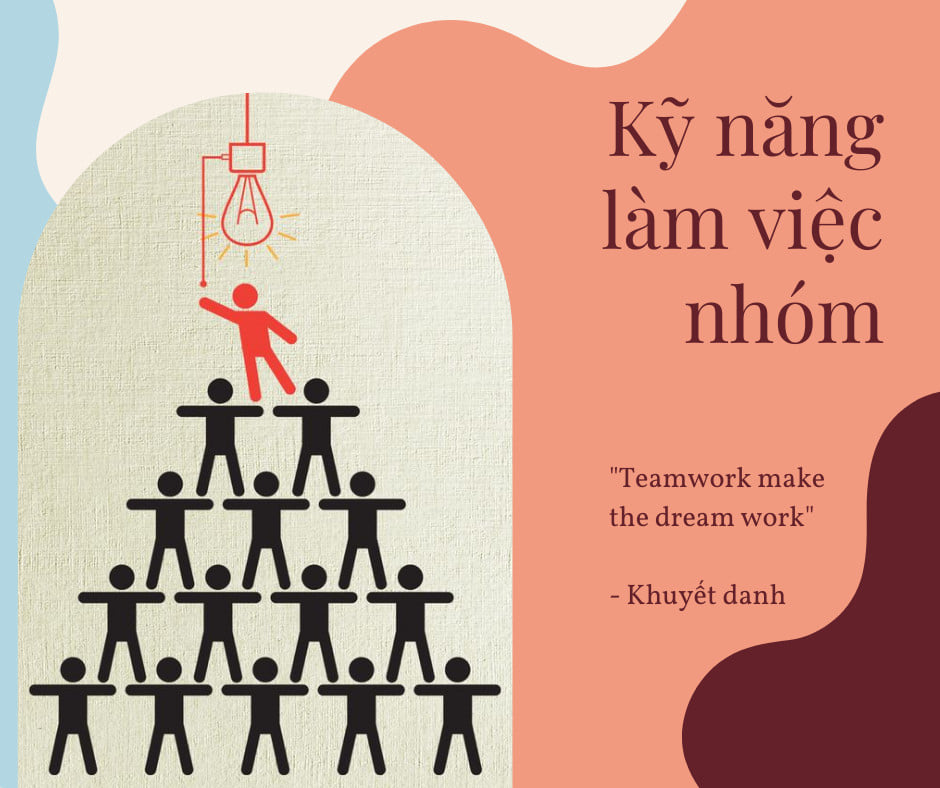 Kỹ năng
làm việc
nhóm
"Teamwork make
the dream work"
- Khuyết danh